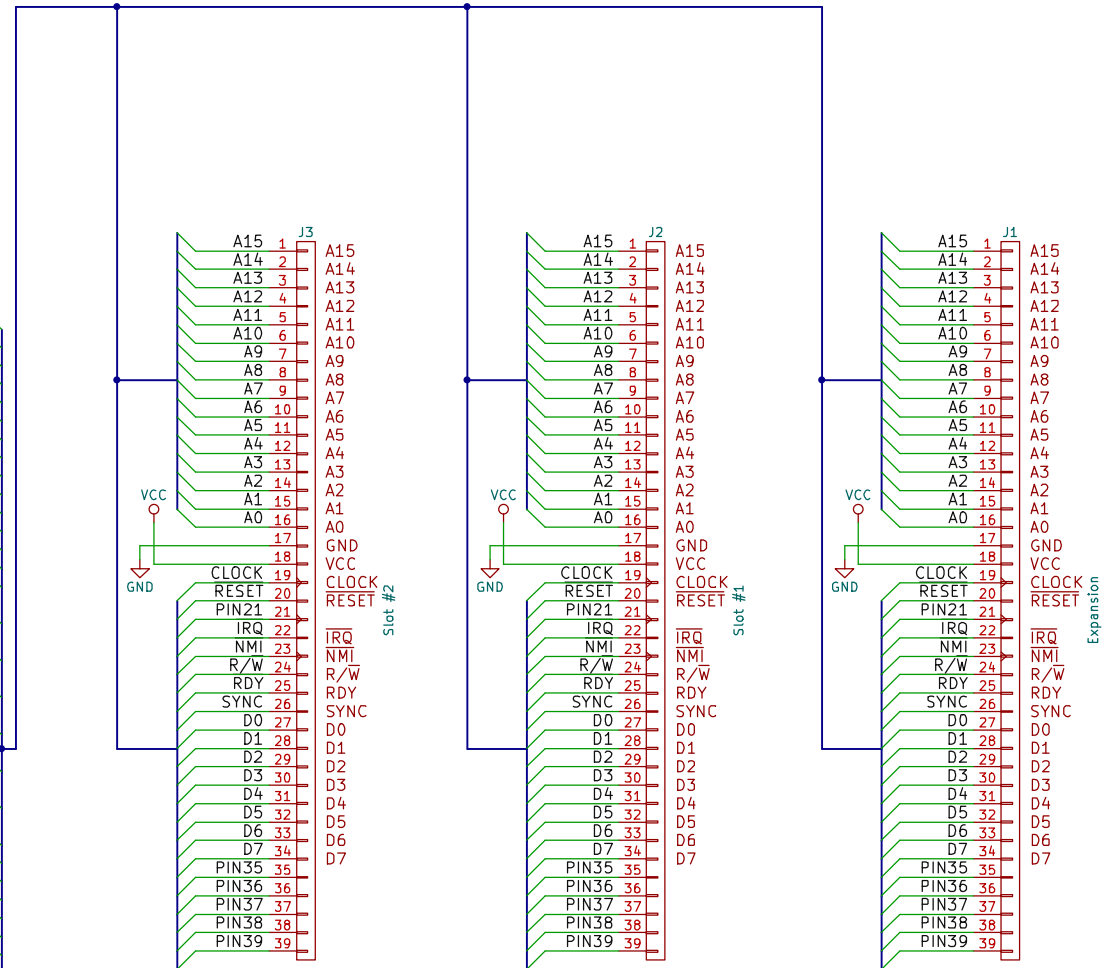 J3
A15 1 A15
A14 2 A14
A13 3 A13
A12 4 A12
A11 5 A11
A10 6 A10
A9 7 A9
A8 8 A8
A7 9 A7
A6 10 A6
A5 11 A5
A4 12 A4
A3 13 A3
A2 14 A2
VCC
A1 15 A1
A0 16 A0
17 GND
18 VCC
GND
CLOCK 19 CLOCK
RESET 20 RESET
PIN21 21
IRQ 22 IRQ
NMI 23 NMI
R/W 24 R/W
RDY 25 RDY
SYNC 26 SYNC
D0 27 D0
D1 28 D1
D2 29 D2
D3 30 D3
D4 31 D4
D5 32 D5
D6 33 D6
D7 34 D7
PIN35 35
PIN36 36
PIN37 37
PIN38 38
PIN39 39
Slot #2
J2
A15 1 A15
A14 2 A14
A13 3 A13
A12 4 A12
A11 5 A11
A10 6 A10
A9 7 A9
A8 8 A8
A7 9 A7
A6 10 A6
A5 11 A5
A4 12 A4
A3 13 A3
A2 14 A2
VCC
A1 15 A1
A0 16 A0
17 GND
18 VCC
GND
CLOCK 19 CLOCK
RESET 20 RESET
PIN21 21
IRQ 22 IRQ
NMI 23 NMI
R/W 24 R/W
RDY 25 RDY
SYNC 26 SYNC
D0 27 D0
D1 28 D1
D2 29 D2
D3 30 D3
D4 31 D4
D5 32 D5
D6 33 D6
D7 34 D7
PIN35 35
PIN36 36
PIN37 37
PIN38 38
PIN39 39
Slot #1
J1
A15 1 A15
A14 2 A14
A13 3 A13
A12 4 A12
A11 5 A11
A10 6 A10
A9 7 A9
A8 8 A8
A7 9 A7
A6 10 A6
A5 11 A5
A4 12 A4
A3 13 A3
A2 14 A2
VCC
A1 15 A1
A0 16 A0
17 GND
18 VCC
GND
CLOCK 19 CLOCK
RESET 20 RESET
PIN21 21
IRQ 22 IRQ
NMI 23 NMI
R/W 24 R/W
RDY 25 RDY
SYNC 26 SYNC
D0 27 D0
D1 28 D1
D2 29 D2
D3 30 D3
D4 31 D4
D5 32 D5
D6 33 D6
D7 34 D7
PIN35 35
PIN36 36
PIN37 37
PIN38 38
PIN39 39
Expansion